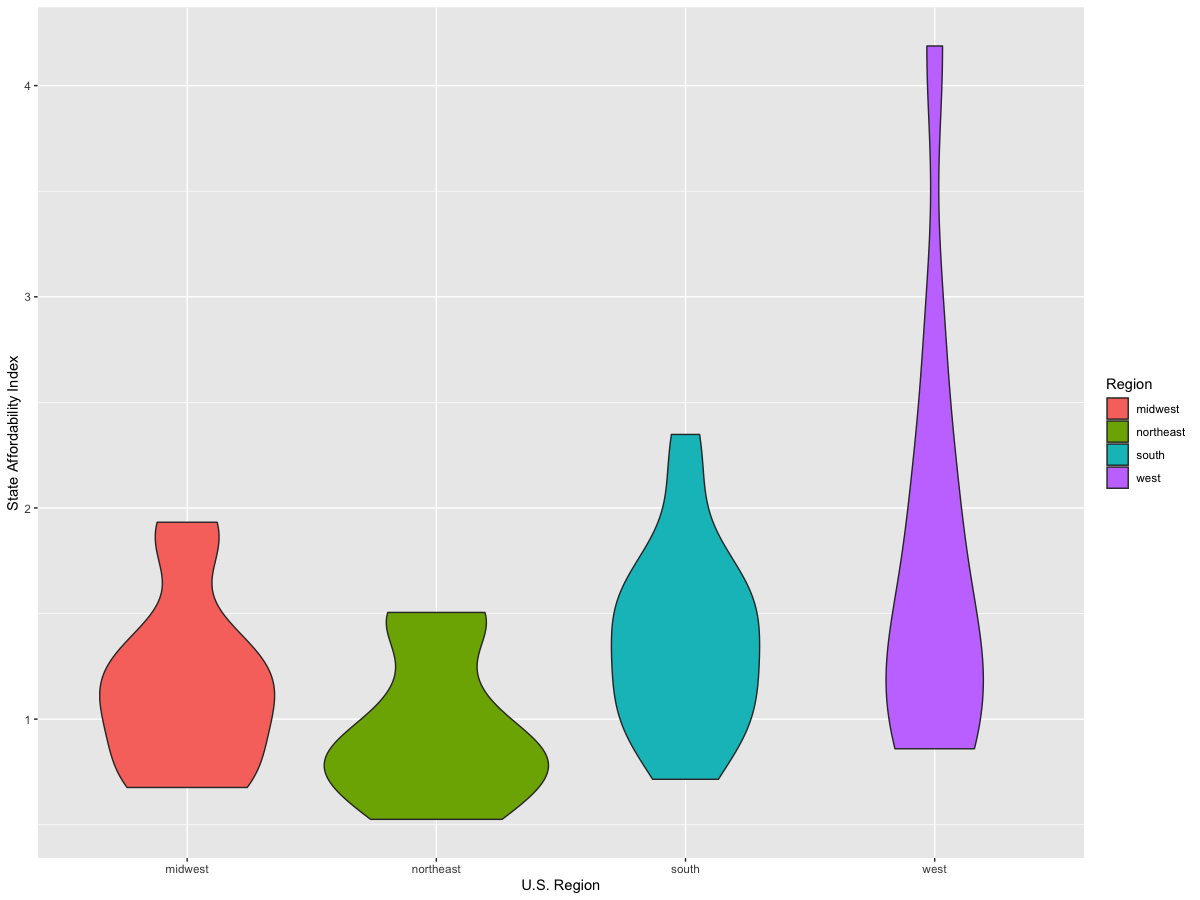 4
3
2
1
State Affordability Index
midwest
northeast
south
west
U.S. Region
Region
midwest
northeast
south
west